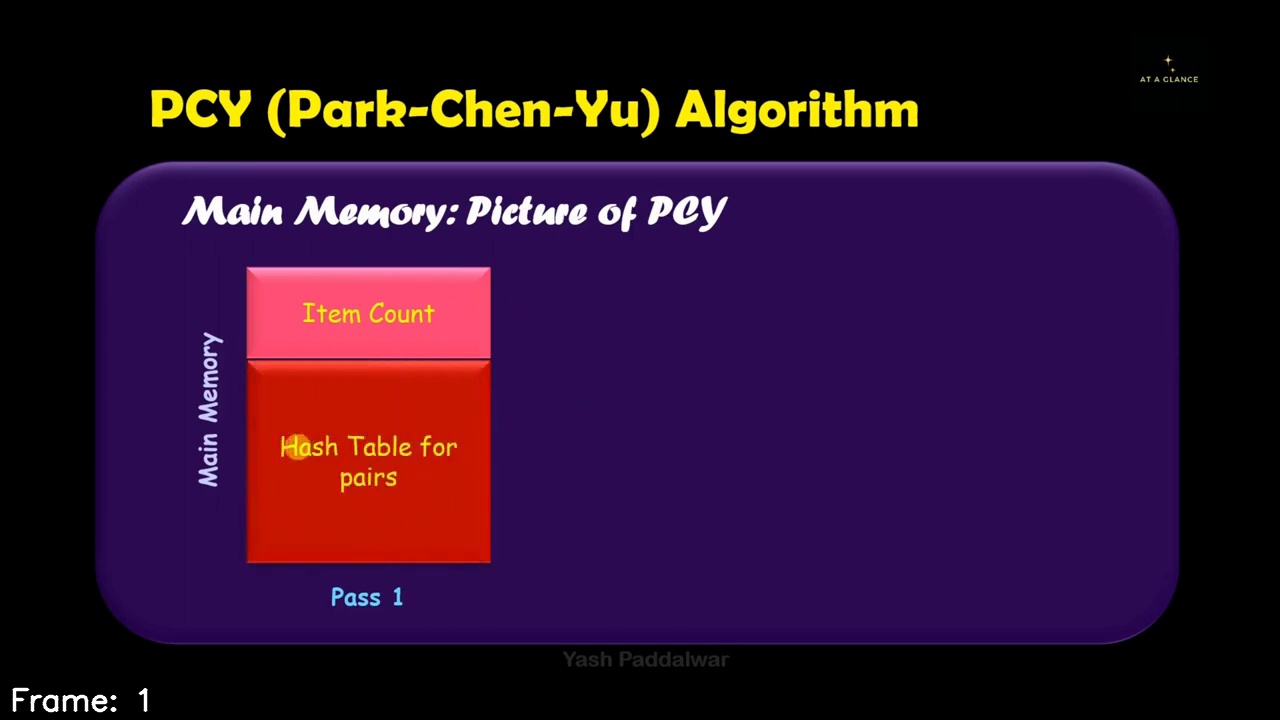 AT A GLANCE
PCY (Park-Chen-Yu) Algorithm
Main Memory: Picture of PCY
Item Count
Main Memory
Hash Table for
pairs
Pass 1
Yash Paddalwar
Frame: 1